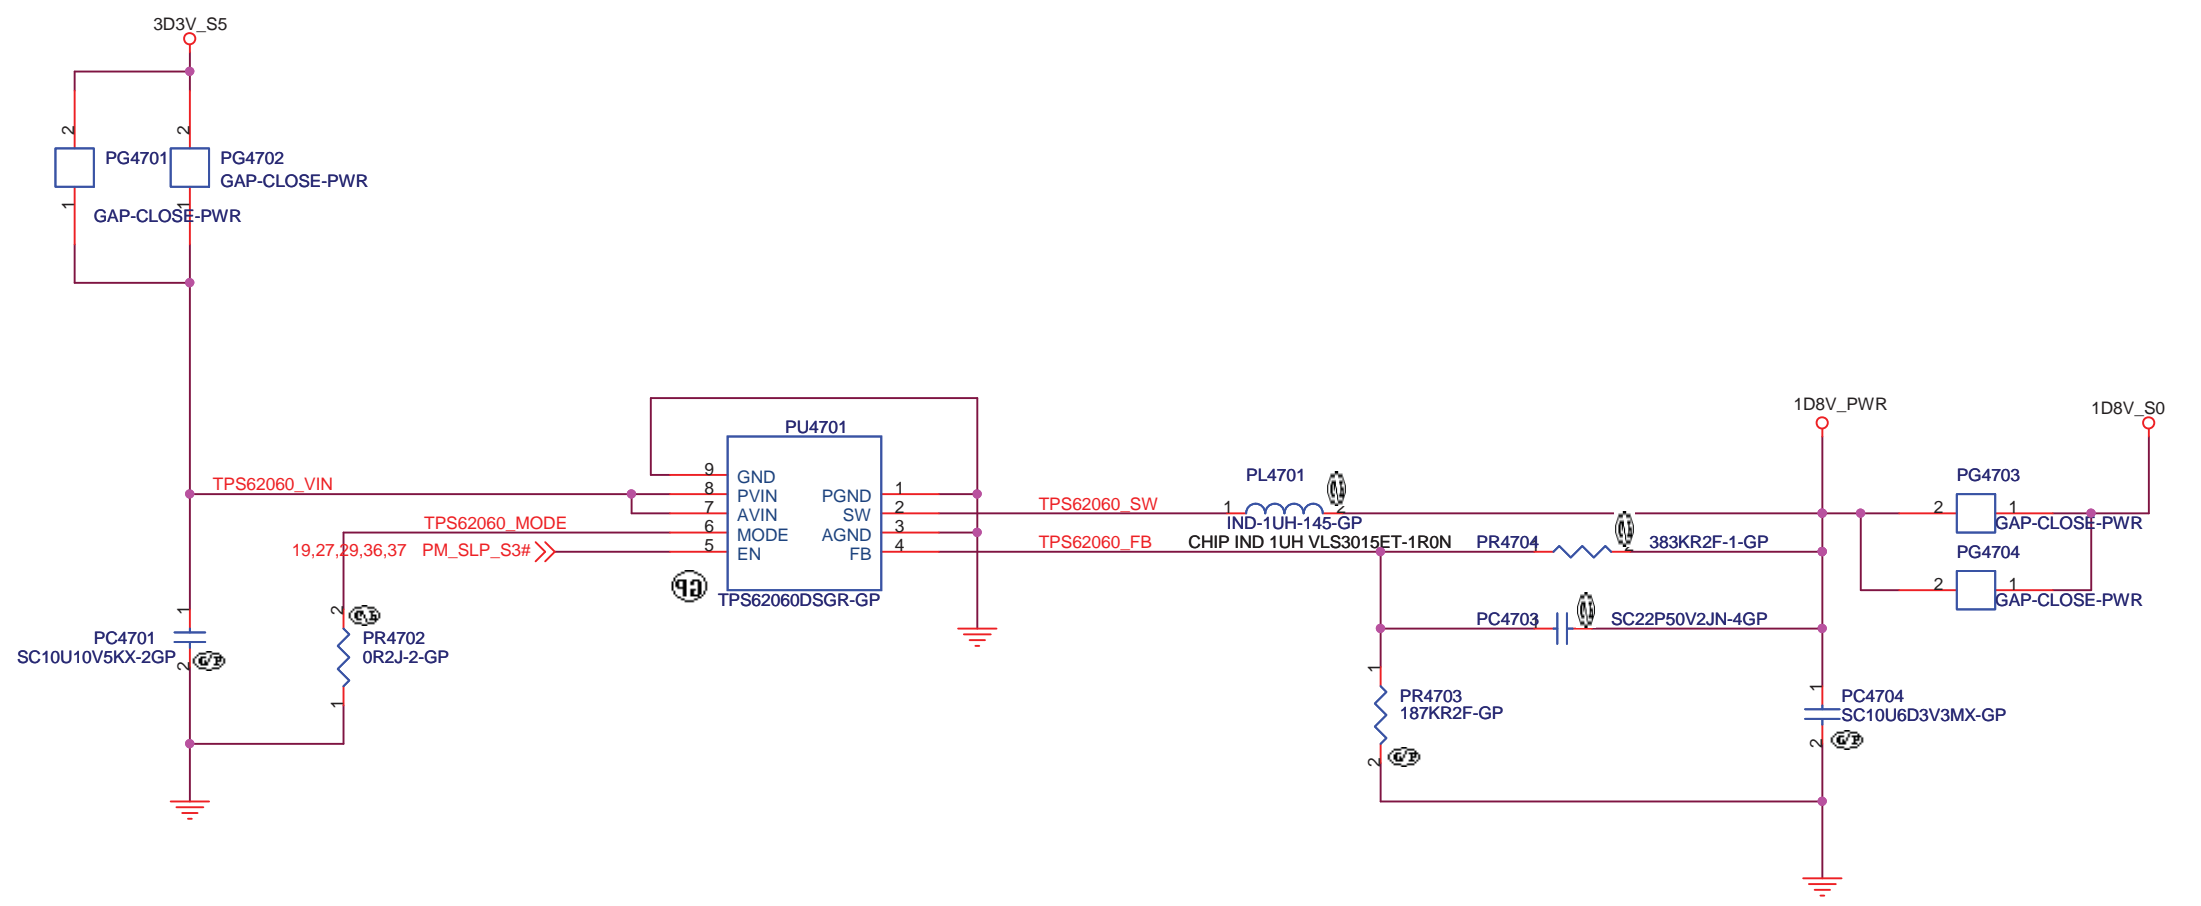 3D3V_S5
2
2
PG4701
PG4702
GAP-CLOSE-PWR
1
1
GAP-CLOSE-PWR
1D8V_PWR
1D8V_S0
PU4701
9
GND
TPS62060_VIN
8
PVIN
PGND
1
7
AVIN
SW
2
TPS62060_SW
TPS62060_MODE
6
MODE
AGND
3
19,27,29,36,37
PM_SLP_S3#
5
EN
FB
4
TPS62060_FB
TPS62060DSGR-GP
GP
PL4701
1
2
IND-1UH-145-GP
CHIP IND 1UH VLS3015ET-1R0N
PR4704
1
2
383KR2F-1-GP
PG4703
2
1
GAP-CLOSE-PWR
PG4704
2
1
GAP-CLOSE-PWR
PC4703
SC22P50V2JN-4GP
1
PC4701
SC10U10V5KX-2GP
2
G/P
2
PR4702
0R2J-2-GP
1
1
PR4703
187KR2F-GP
2
G/P
1
PC4704
SC10U6D3V3MX-GP
2
G/P